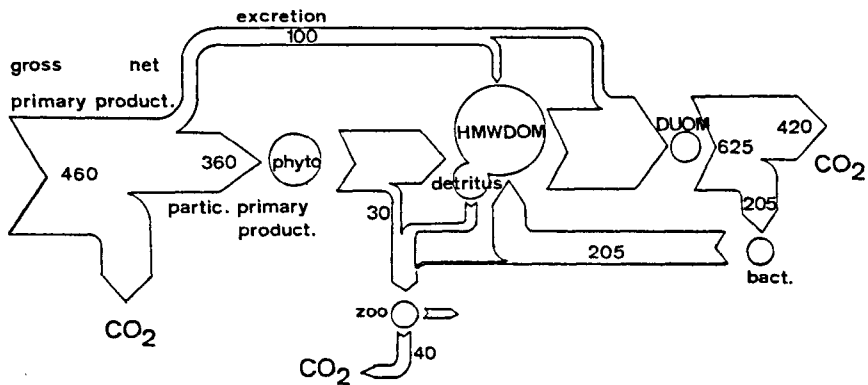 excretion
100
gross net
primary product.
460
360
phyto
partic. primary
product.
HMWDOM
detritus
30
DUOM
625
420
CO2
205
205
bact.
zoo
40
CO2
CO2